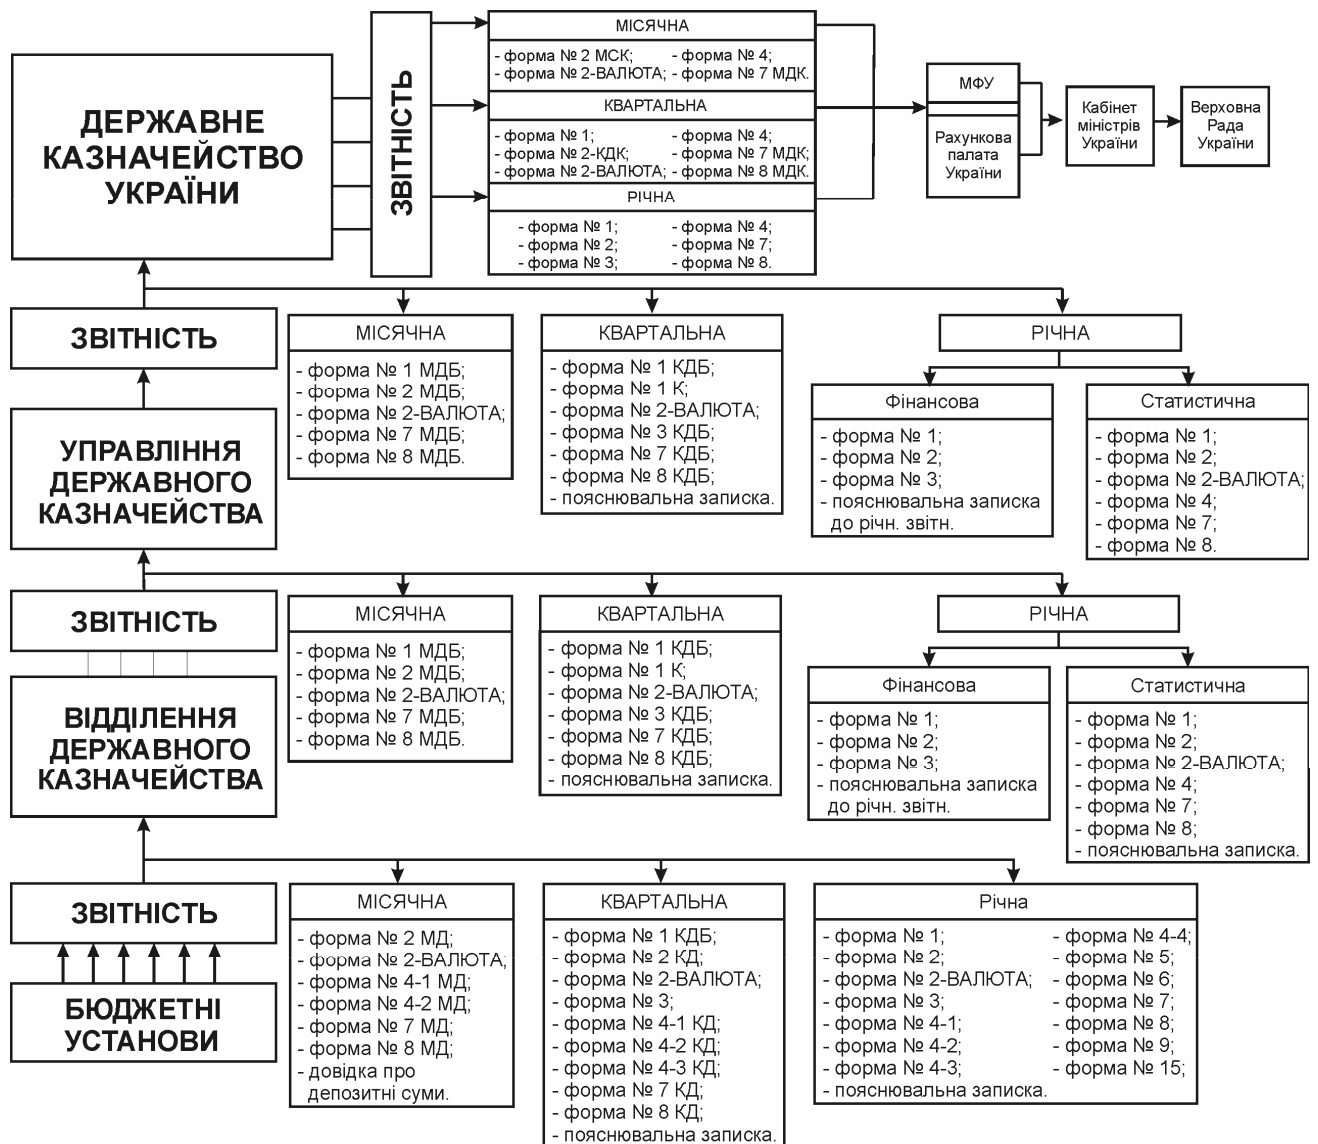 ДЕРЖАВНЕ
КАЗНАЧЕЙСТВО
УКРАЇНИ
ЗВІТНІСТЬ
МІСЯЧНА
- форма № 2 МСК;
- форма № 2-ВАЛЮТА;
- форма № 4;
- форма № 7 МДК.
КВАРТАЛЬНА
- форма № 1;
- форма № 2-КДК;
- форма № 2-ВАЛЮТА;
- форма № 4;
- форма № 7 МДК;
- форма № 8 МДК.
РІЧНА
- форма № 1;
- форма № 2;
- форма № 3;
- форма № 4;
- форма № 7;
- форма № 8.
МФУ
Рахункова
палата
України
Кабінет
міністрів
України
Верховна
Рада
України
ЗВІТНІСТЬ
МІСЯЧНА
- форма № 1 МДБ;
- форма № 2 МДБ;
- форма № 2-ВАЛЮТА;
- форма № 7 МДБ;
- форма № 8 МДБ.
КВАРТАЛЬНА
- форма № 1 КДБ;
- форма № 1 К;
- форма № 2-ВАЛЮТА;
- форма № 3 КДБ;
- форма № 7 КДБ;
- форма № 8 КДБ;
- пояснювальна записка.
РІЧНА
Фінансова
- форма № 1;
- форма № 2;
- форма № 3;
- пояснювальна записка
до річн. звітн.
Статистична
- форма № 1;
- форма № 2;
- форма № 2-ВАЛЮТА;
- форма № 4;
- форма № 7;
- форма № 8.
УПРАВЛІННЯ
ДЕРЖАВНОГО
КАЗНАЧЕЙСТВА
ЗВІТНІСТЬ
МІСЯЧНА
- форма № 1 МДБ;
- форма № 2 МДБ;
- форма № 2-ВАЛЮТА;
- форма № 7 МДБ;
- форма № 8 МДБ.
КВАРТАЛЬНА
- форма № 1 КДБ;
- форма № 1 К;
- форма № 2-ВАЛЮТА;
- форма № 3 КДБ;
- форма № 7 КДБ;
- форма № 8 КДБ;
- пояснювальна записка.
РІЧНА
Фінансова
- форма № 1;
- форма № 2;
- форма № 3;
- пояснювальна записка
до річн. звітн.
Статистична
- форма № 1;
- форма № 2;
- форма № 2-ВАЛЮТА;
- форма № 4;
- форма № 7;
- форма № 8;
- пояснювальна записка.
ВІДДІЛЕННЯ
ДЕРЖАВНОГО
КАЗНАЧЕЙСТВА
ЗВІТНІСТЬ
МІСЯЧНА
- форма № 2 МД;
- форма № 2-ВАЛЮТА;
- форма № 4-1 МД;
- форма № 4-2 МД;
- форма № 7 МД;
- форма № 8 МД;
- довідка про
депозитні суми.
КВАРТАЛЬНА
- форма № 1 КДБ;
- форма № 2 КД;
- форма № 2-ВАЛЮТА;
- форма № 3;
- форма № 4-1 КД;
- форма № 4-2 КД;
- форма № 4-3 КД;
- форма № 7 КД;
- форма № 8 КД;
- пояснювальна записка.
Річна
- форма № 1;
- форма № 2;
- форма № 2-ВАЛЮТА;
- форма № 3;
- форма № 4-1;
- форма № 4-2;
- форма № 4-3;
- пояснювальна записка.
- форма № 4-4;
- форма № 5;
- форма № 6;
- форма № 7;
- форма № 8;
- форма № 9;
- форма № 15;
БЮДЖЕТНІ
УСТАНОВИ